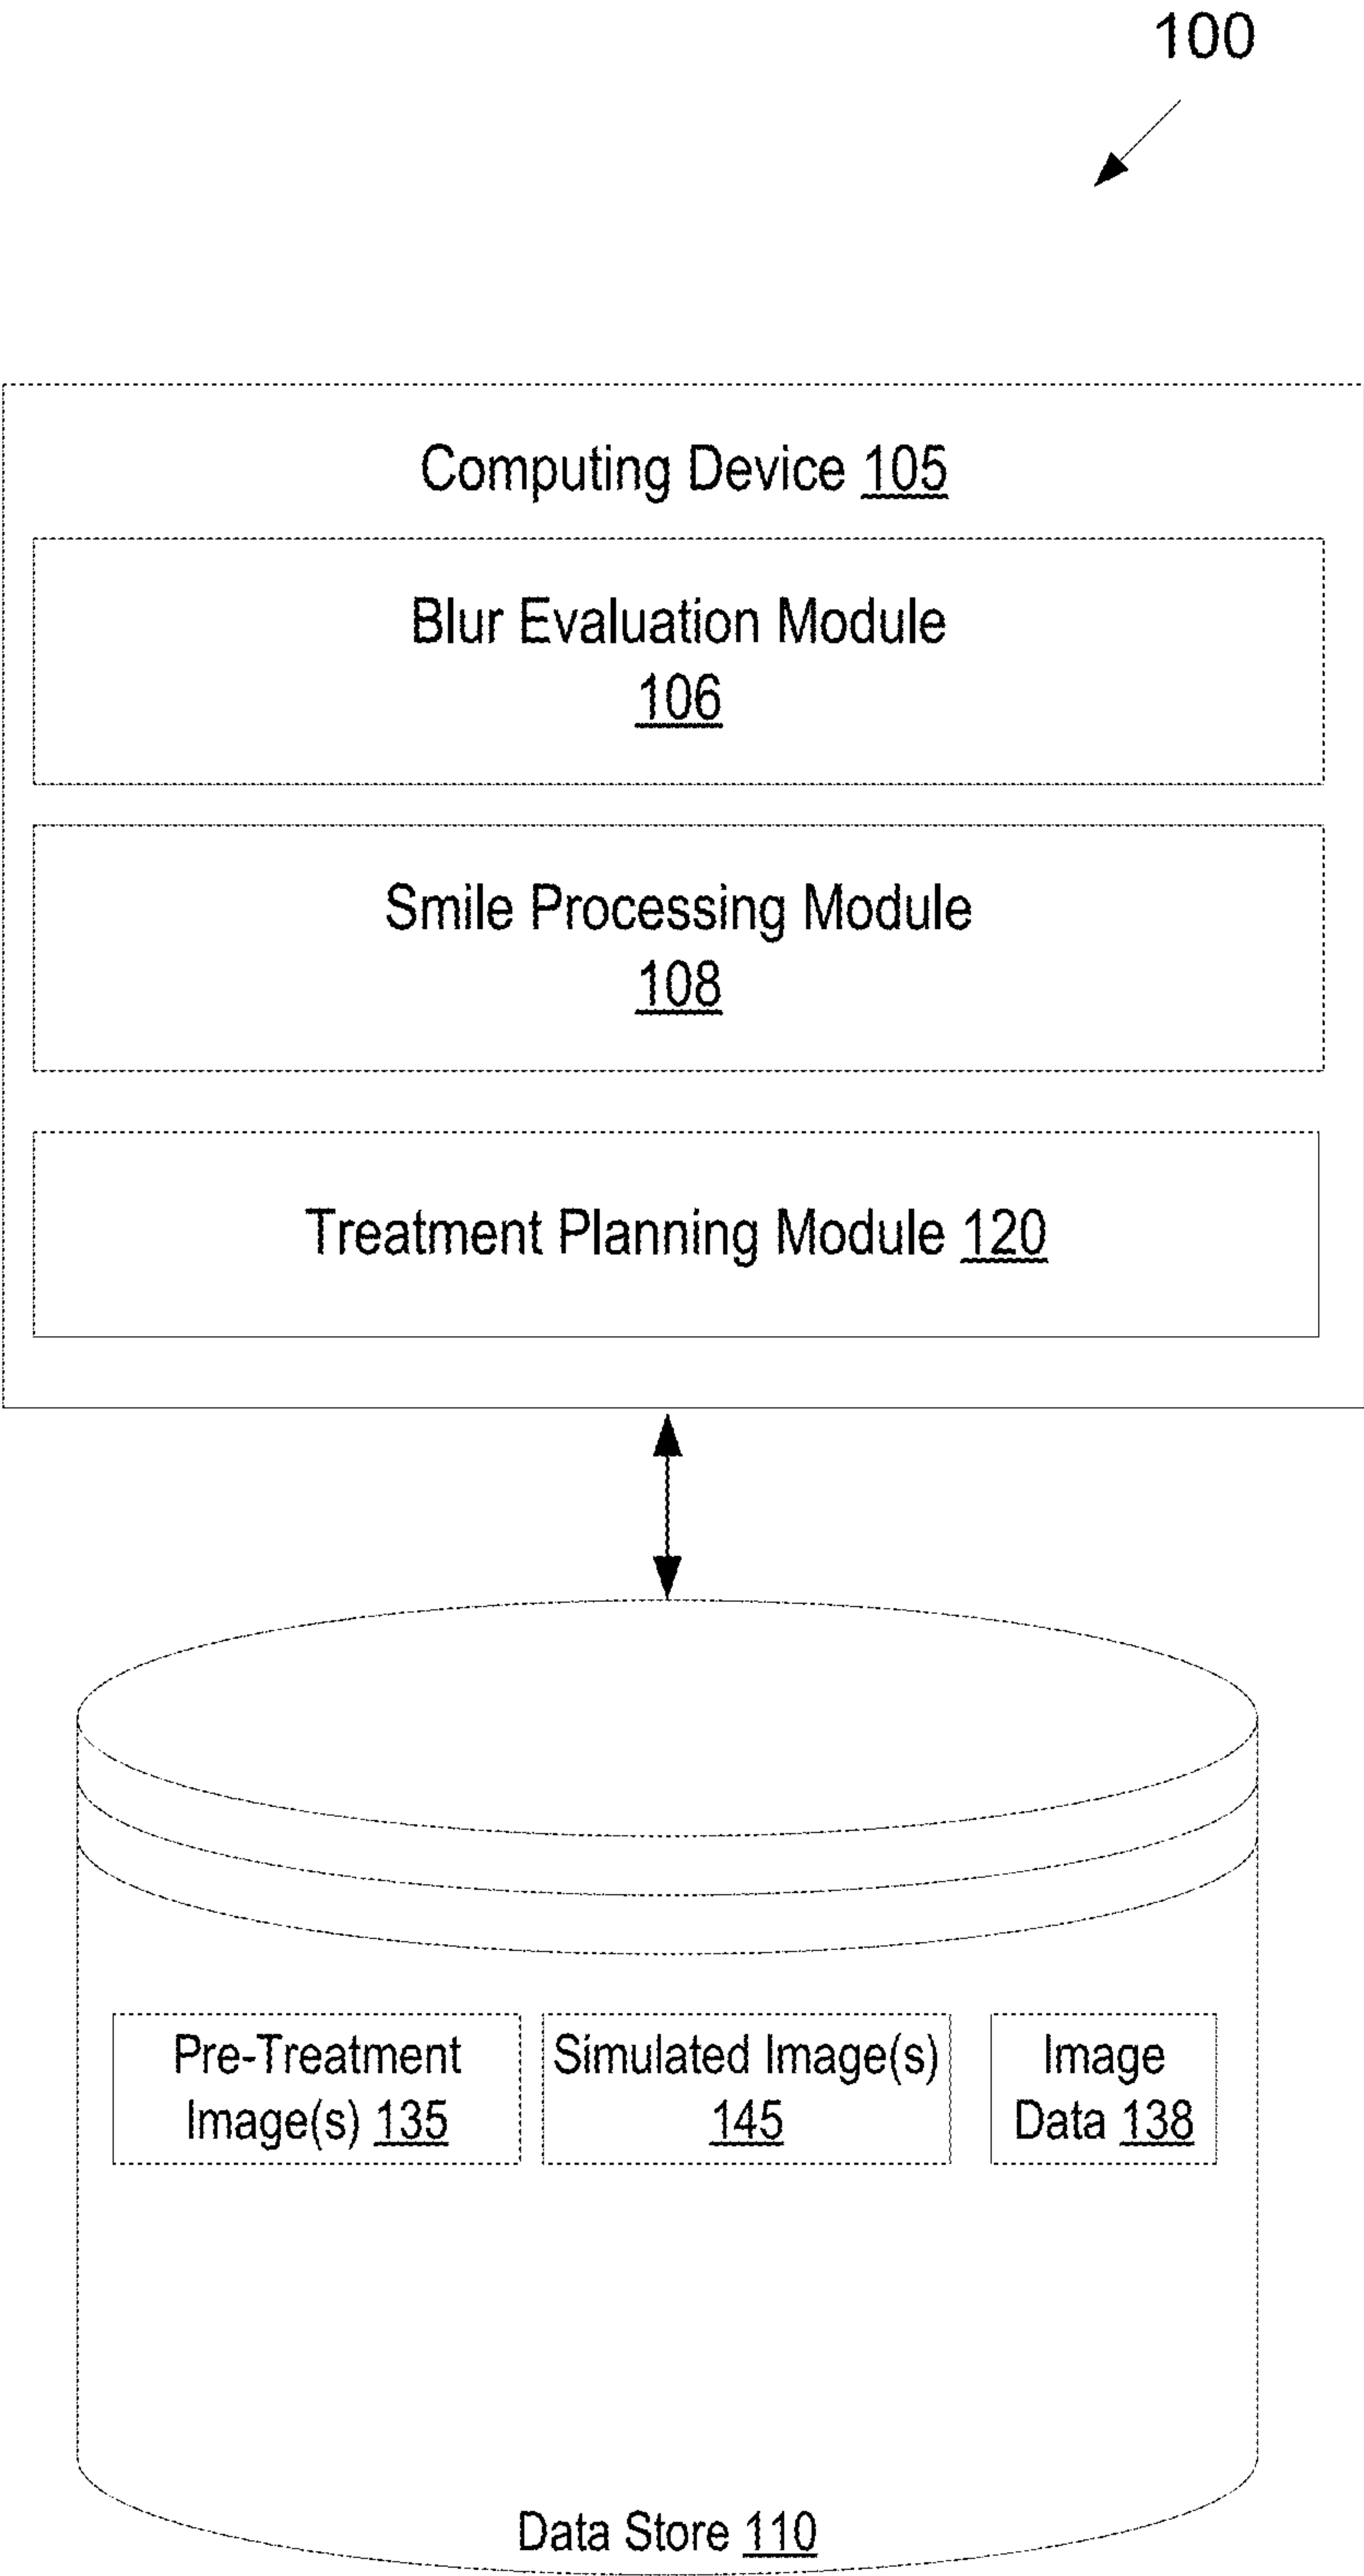 100
Computing Device 105
Blur Evaluation Module
106
Smile Processing Module
108
Treatment Planning Module 120
Pre-Treatment
Image(s) 135
Simulated Image(s)
145
Image
Data 138
Data Store 110